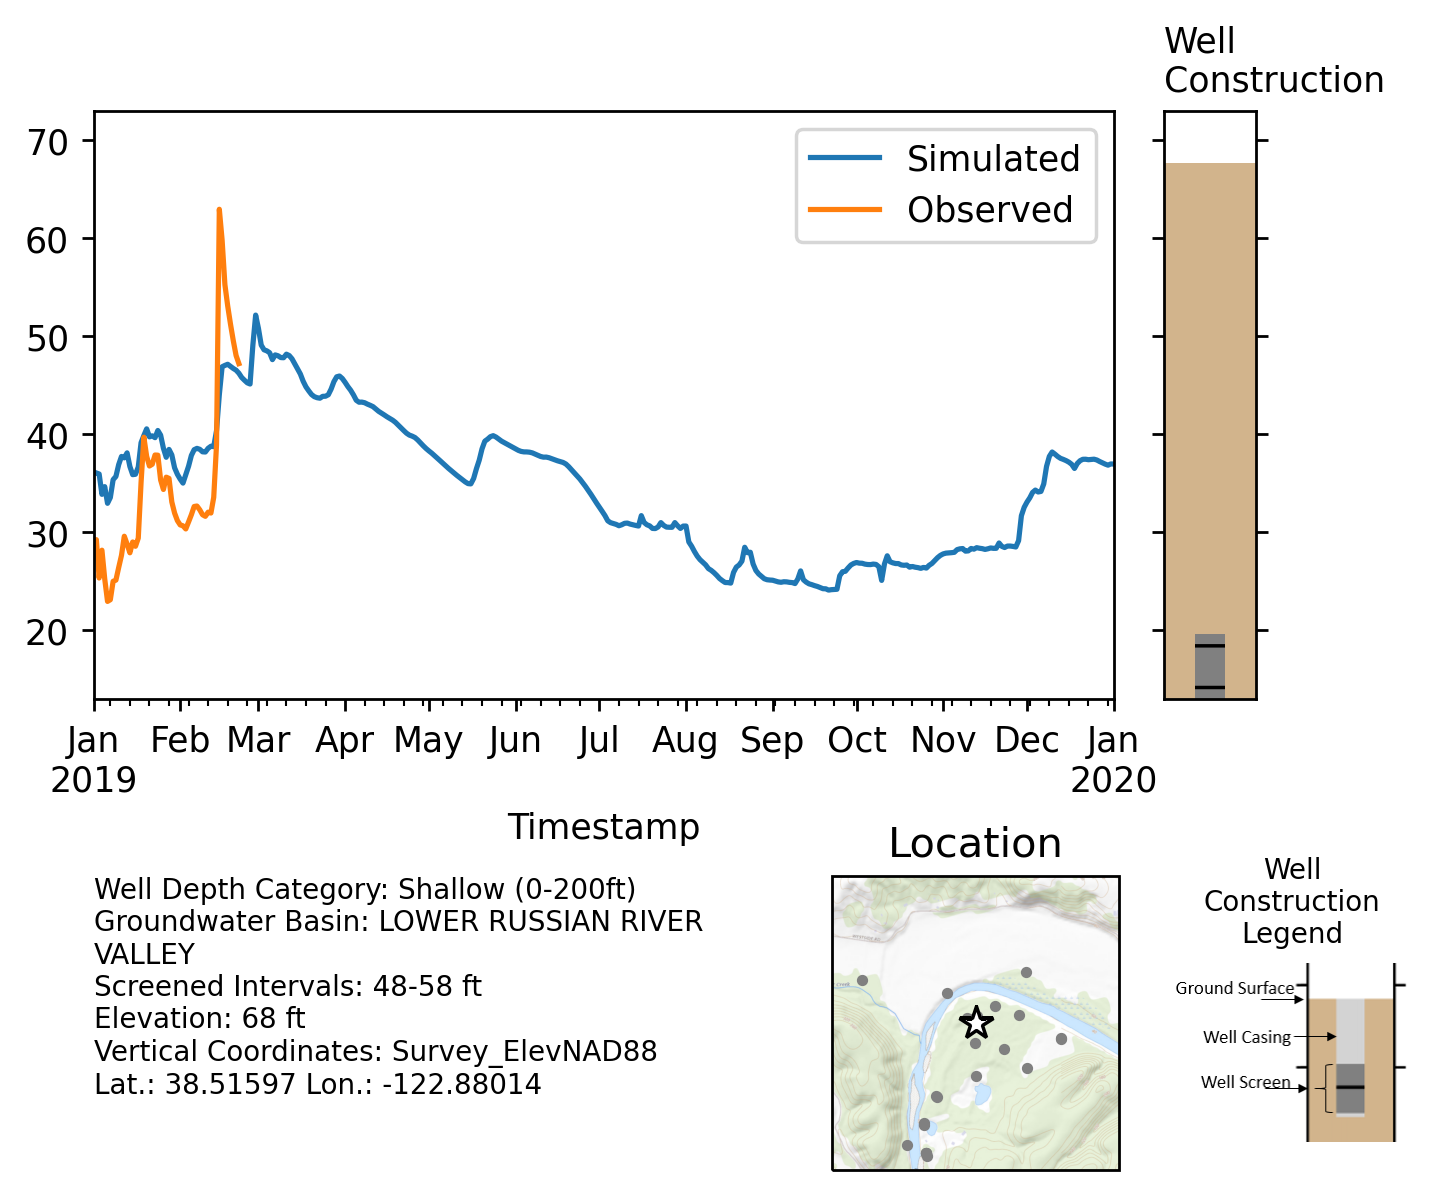 Well
Construction
70
60
50
40
30
20
Simulated
Observed
Jan
2019
Feb
Mar
Apr
May
Jun
Jul
Aug
Sep
Oct
Nov
Dec
Jan
2020
Timestamp
Well Depth Category: Shallow (0-200ft)
Groundwater Basin: LOWER RUSSIAN RIVER
VALLEY
Screened Intervals: 48-58 ft
Elevation: 68 ft
Vertical Coordinates: Survey_ElevNAD88
Lat.: 38.51597 Lon.: -122.88014
Location
Well
Construction
Legend
Ground Surface
Well Casing
Well Screen